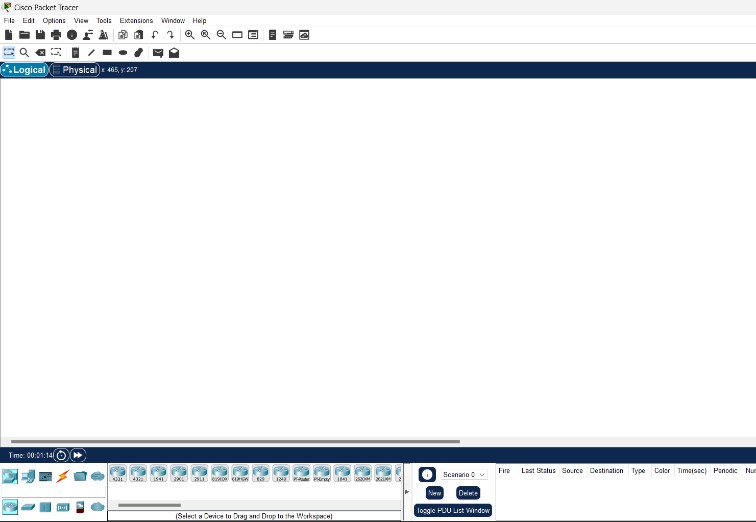 Cisco Packet Tracer
File Edit Options View Tools Extensions Window Help
Logical Physical x: 465, y: 207
Time: 00:01:14
4331 4321 1941 2901 2911 819IOX 819HGW 829 1240 PT-Router PT-Empty 1841 2620XM 2621XM 2
(Select a Device to Drag and Drop to the Workspace)
Scenario 0
New Delete
Toggle PDU List Window
Fire Last Status Source Destination Type Color Time(sec) Periodic Num